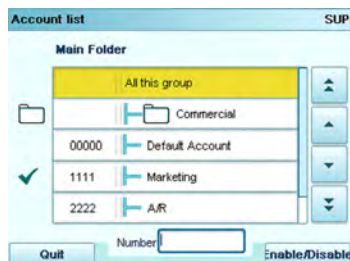 Account list SUP
Main Folder
All this group
Commercial
00000 Default Account
1111 Marketing
2222 A/R
Quit Number Enable/Disable